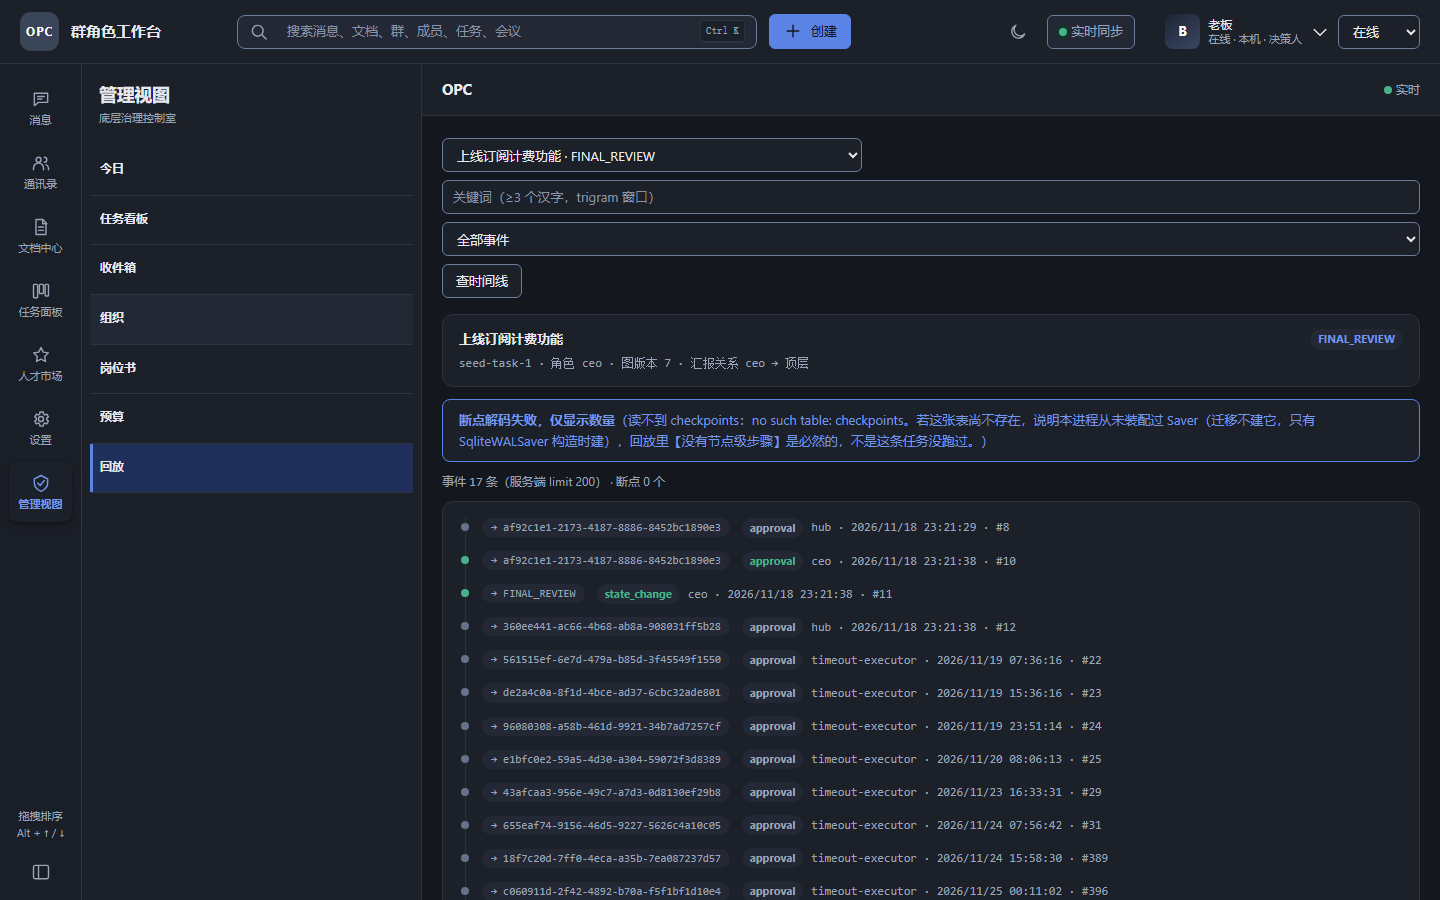 OPC
群角色工作台
搜索消息、文档、群、成员、任务、会议
Ctrl K
创建
实时同步
B
老板
在线 · 本机 · 决策人
在线
消息
通讯录
文档中心
任务面板
人才市场
设置
管理视图
拖拽排序
Alt + ↑ / ↓
管理视图
底层治理控制室
今日
任务看板
收件箱
组织
岗位书
预算
回放
OPC
实时
上线订阅计费功能 · FINAL_REVIEW
关键词（≥3 个汉字，trigram 窗口）
全部事件
查时间线
上线订阅计费功能
FINAL_REVIEW
seed-task-1 · 角色 ceo · 图版本 7 · 汇报关系 ceo → 顶层
断点解码失败，仅显示数量（读不到 checkpoints：no such table: checkpoints。若这张表尚不存在，说明本进程从未装配过 Saver（迁移不建它，只有
SqliteWALSaver 构造时建），回放里【没有节点级步骤】是必然的，不是这条任务没跑过。）
事件 17 条（服务端 limit 200） · 断点 0 个
→ af92c1e1-2173-4187-8886-8452bc1890e3 approval hub · 2026/11/18 23:21:29 · #8
→ af92c1e1-2173-4187-8886-8452bc1890e3 approval ceo · 2026/11/18 23:21:38 · #10
→ FINAL_REVIEW state_change ceo · 2026/11/18 23:21:38 · #11
→ 360ee441-ac66-4b68-ab8a-908031ff5b28 approval hub · 2026/11/18 23:21:38 · #12
→ 561515ef-6e7d-479a-b85d-3f45549f1550 approval timeout-executor · 2026/11/19 07:36:16 · #22
→ de2a4c0a-8f1d-4bce-ad37-6cbc32ade801 approval timeout-executor · 2026/11/19 15:36:16 · #23
→ 96080308-a58b-461d-9921-34b7ad7257cf approval timeout-executor · 2026/11/19 23:51:14 · #24
→ e1bfc0e2-59a5-4d30-a304-59072f3d8389 approval timeout-executor · 2026/11/20 08:06:13 · #25
→ 43afcaa3-956e-49c7-a7d3-0d8130ef29b8 approval timeout-executor · 2026/11/23 16:33:31 · #29
→ 655eaf74-9156-46d5-9227-5626c4a10c05 approval timeout-executor · 2026/11/24 07:56:42 · #31
→ 18f7c20d-7ff0-4eca-a35b-7ea087237d57 approval timeout-executor · 2026/11/24 15:58:30 · #389
→ c060911d-2f42-4892-b70a-f5f1bf1d10e4 approval timeout-executor · 2026/11/25 00:11:02 · #396